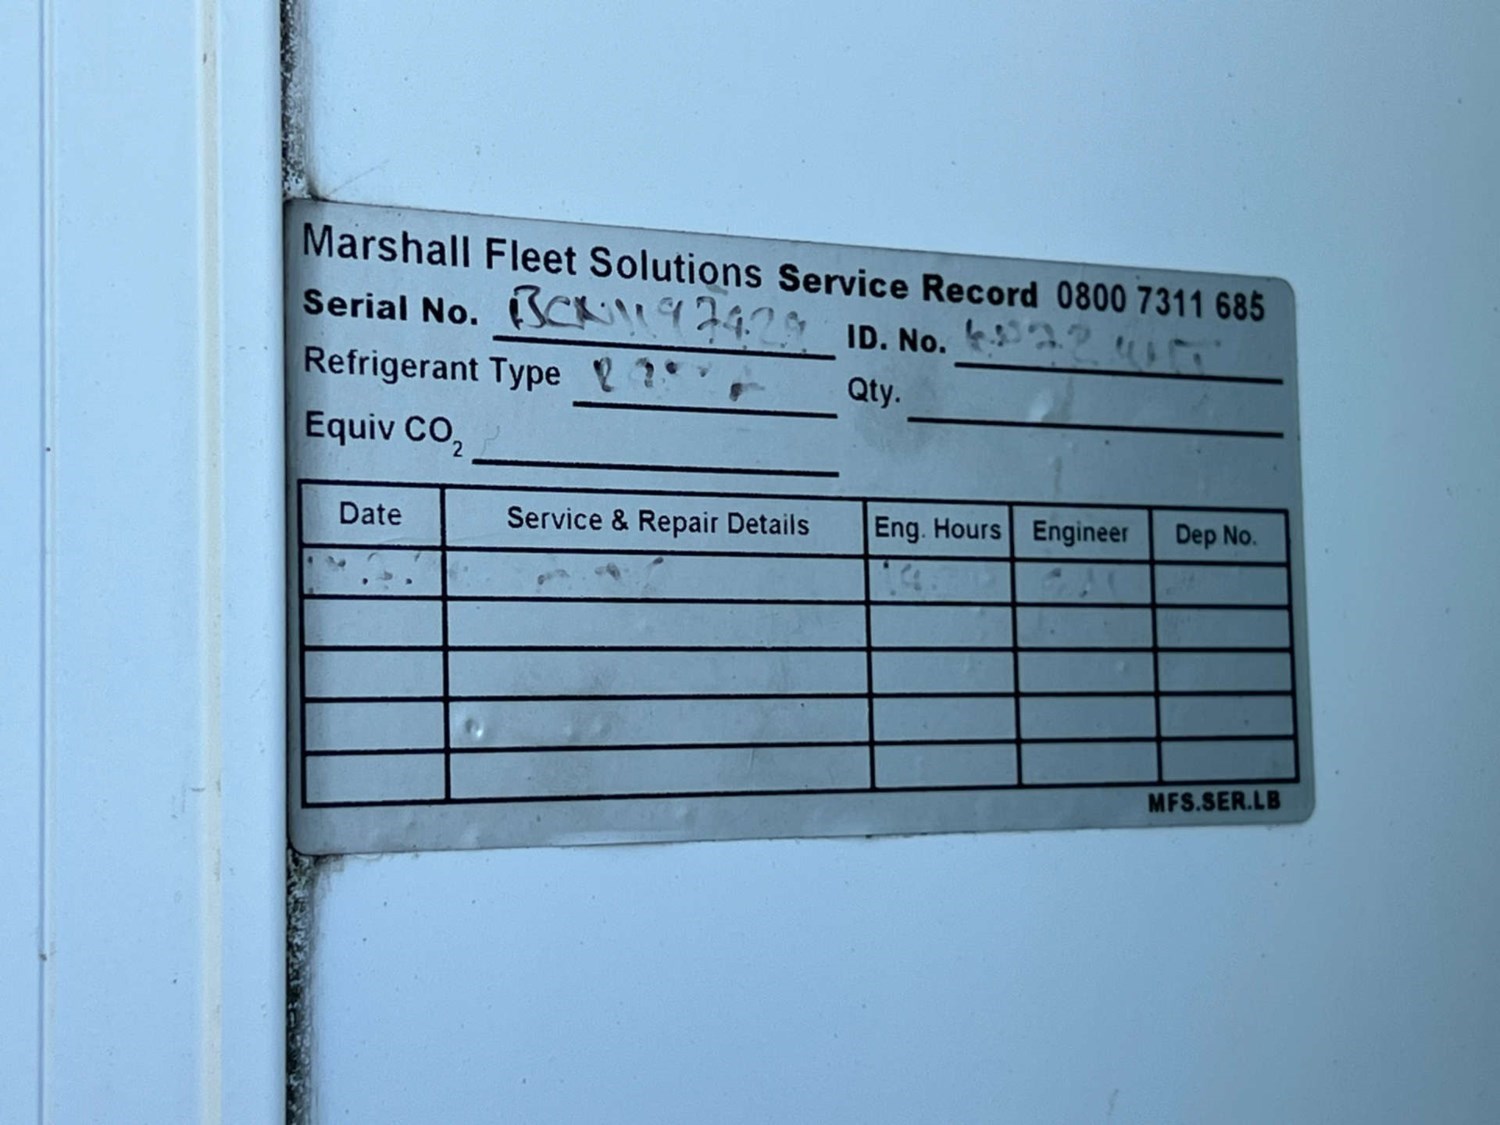 Marshall Fleet Solutions Service Record 0800 7311 685
Serial No. ID. No.
Refrigerant Type Qty.
Equiv CO2
Date Service & Repair Details Eng. Hours Engineer Dep No.
MFS.SER.LB